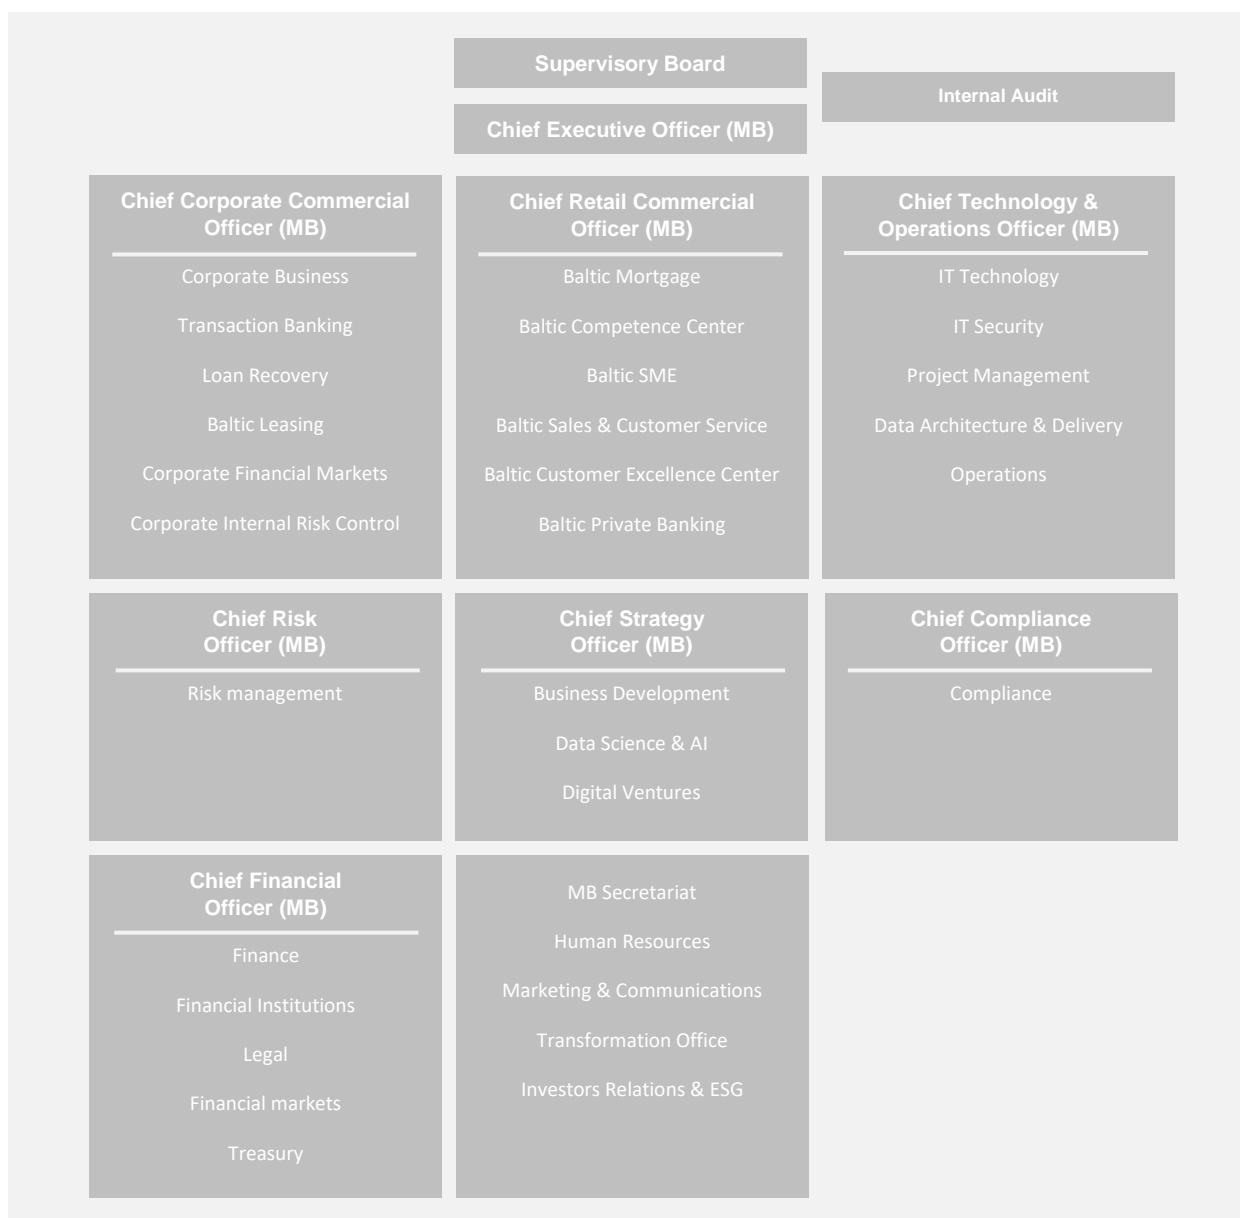 Supervisory Board
Internal Audit
Chief Executive Officer (MB)
Chief Corporate Commercial
Officer (MB)
Corporate Business
Transaction Banking
Loan Recovery
Baltic Leasing
Corporate Financial Markets
Corporate Internal Risk Control
Chief Retail Commercial
Officer (MB)
Baltic Mortgage
Baltic Competence Center
Baltic SME
Baltic Sales & Customer Service
Baltic Customer Excellence Center
Baltic Private Banking
Chief Technology &
Operations Officer (MB)
IT Technology
IT Security
Project Management
Data Architecture & Delivery
Operations
Chief Risk
Officer (MB)
Risk management
Chief Strategy
Officer (MB)
Business Development
Data Science & AI
Digital Ventures
Chief Compliance
Officer (MB)
Compliance
Chief Financial
Officer (MB)
Finance
Financial Institutions
Legal
Financial markets
Treasury
MB Secretariat
Human Resources
Marketing & Communications
Transformation Office
Investors Relations & ESG